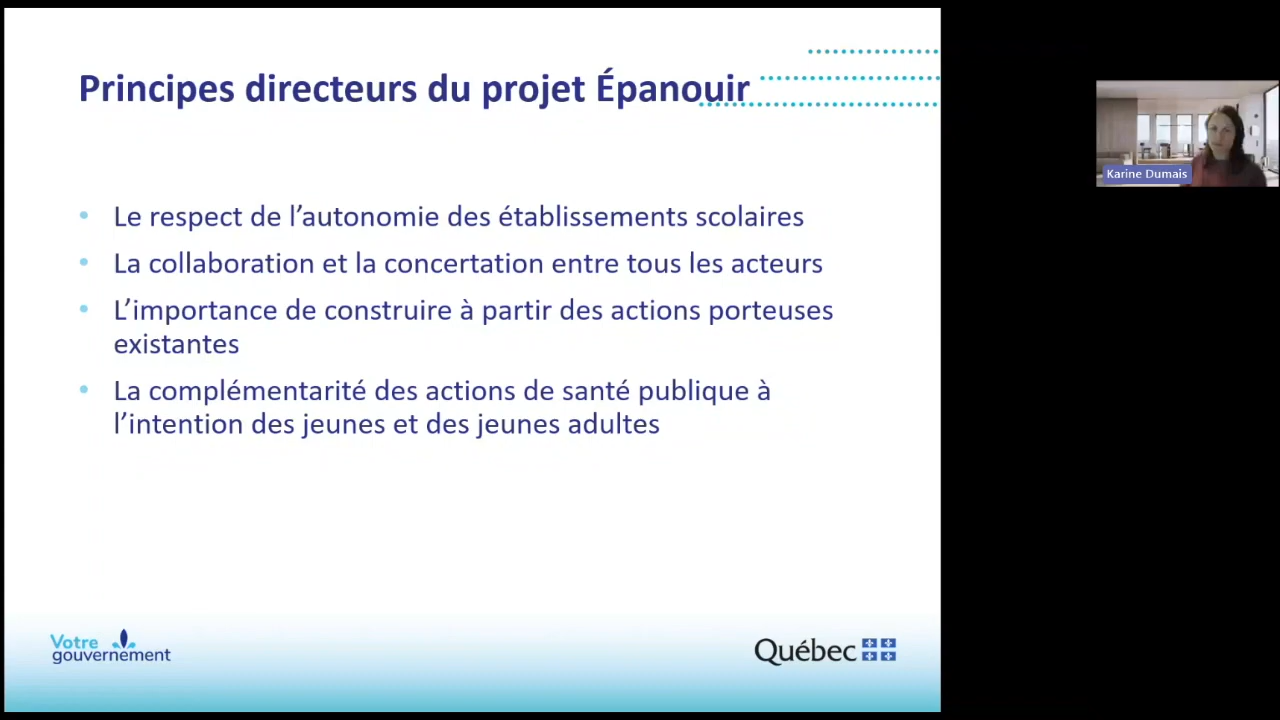 Principes directeurs du projet Épanouir
Karine Dumais
• Le respect de l’autonomie des établissements scolaires
• La collaboration et la concertation entre tous les acteurs
• L’importance de construire à partir des actions porteuses
existantes
• La complémentarité des actions de santé publique à
l’intention des jeunes et des jeunes adultes
Votre
gouvernement
Québec